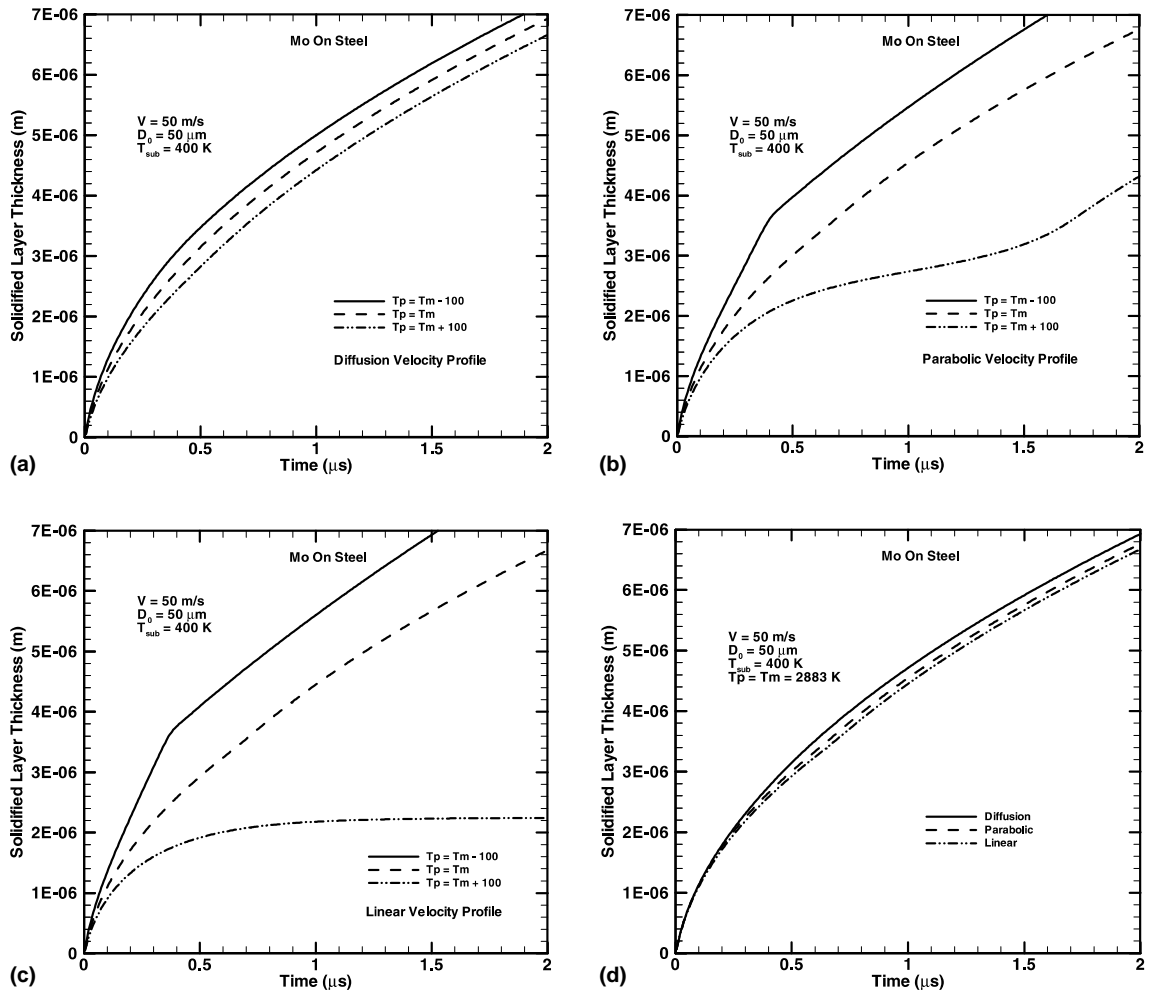 7E-06
6E-06
5E-06
4E-06
3E-06
2E-06
1E-06
0
Solidified Layer Thickness (m)
Mo On Steel
V = 50 m/s
D0 = 50 μm
Tsub = 400 K
Tp = Tm - 100
Tp = Tm
Tp = Tm + 100
Diffusion Velocity Profile
0 0.5 1 1.5 2
Time (μs)
(a)
7E-06
6E-06
5E-06
4E-06
3E-06
2E-06
1E-06
0
Solidified Layer Thickness (m)
Mo On Steel
V = 50 m/s
D0 = 50 μm
Tsub = 400 K
Tp = Tm - 100
Tp = Tm
Tp = Tm + 100
Parabolic Velocity Profile
0 0.5 1 1.5 2
Time (μs)
(b)
7E-06
6E-06
5E-06
4E-06
3E-06
2E-06
1E-06
0
Solidified Layer Thickness (m)
Mo On Steel
V = 50 m/s
D0 = 50 μm
Tsub = 400 K
Tp = Tm - 100
Tp = Tm
Tp = Tm + 100
Linear Velocity Profile
0 0.5 1 1.5 2
Time (μs)
(c)
7E-06
6E-06
5E-06
4E-06
3E-06
2E-06
1E-06
0
Solidified Layer Thickness (m)
Mo On Steel
V = 50 m/s
D0 = 50 μm
Tsub = 400 K
Tp = Tm = 2883 K
Diffusion
Parabolic
Linear
0 0.5 1 1.5 2
Time (μs)
(d)